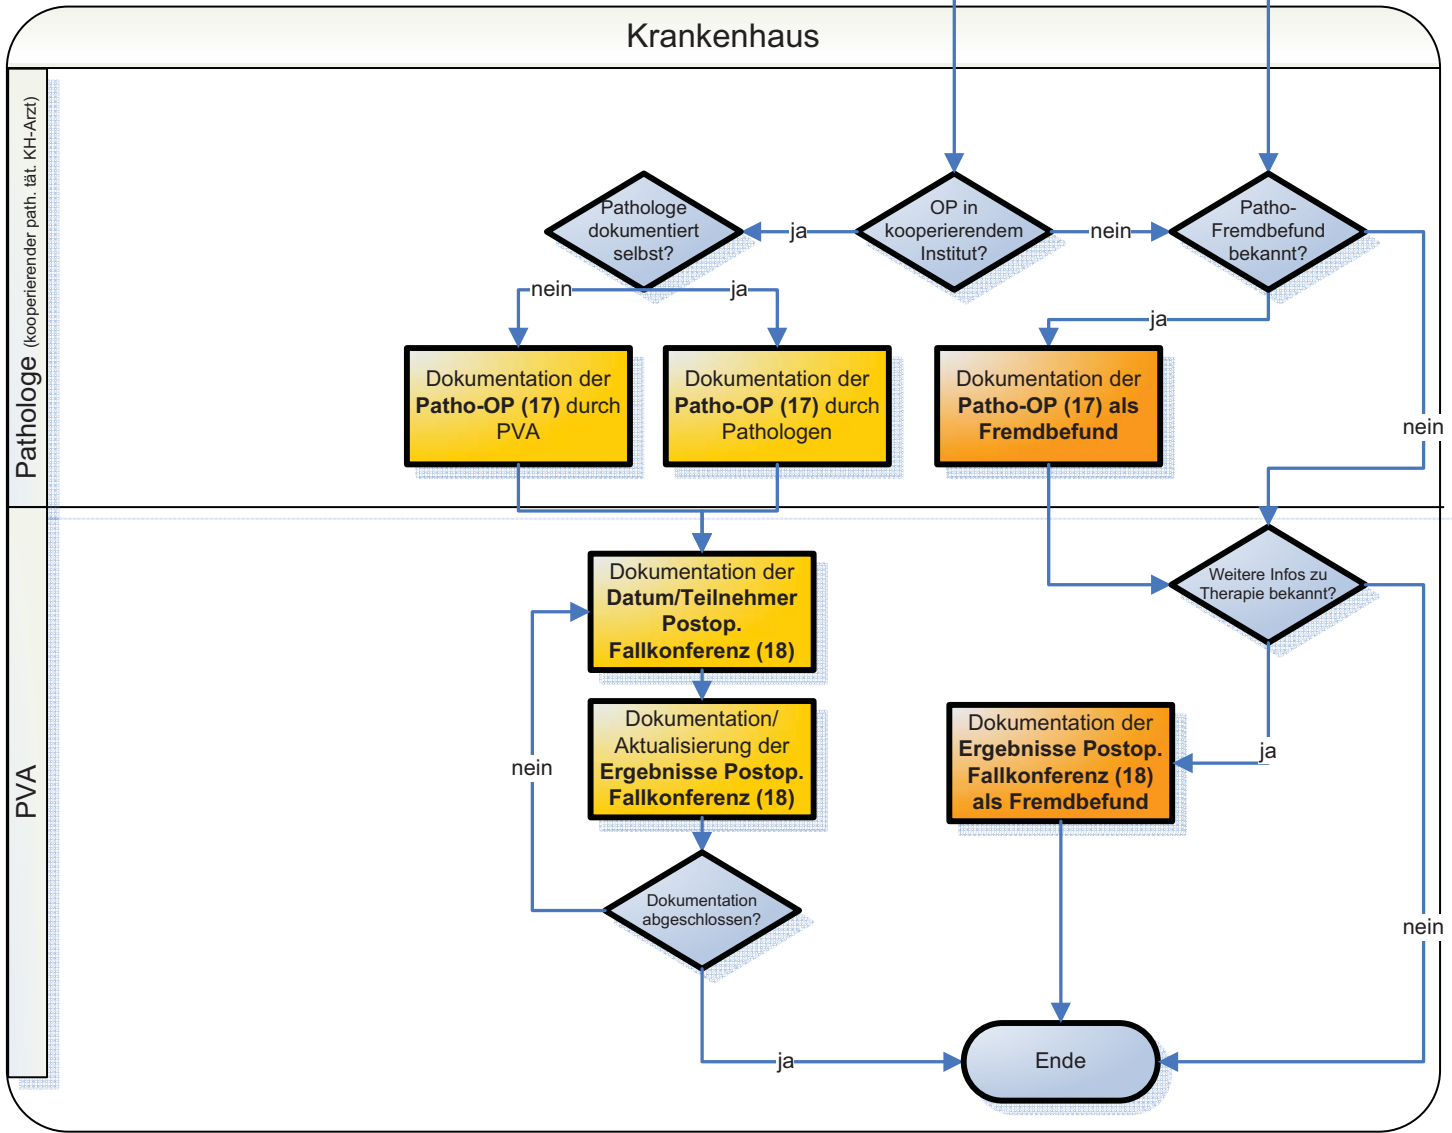 Krankenhaus
Pathologe (kooperierender path. tät. KH-Arzt)
Pathologe
dokumentiert
selbst?
ja
OP in
kooperierendem
Institut?
nein
Patho-
Fremdbefund
bekannt?
nein
ja
ja
Dokumentation der
Patho-OP (17) durch
PVA
Dokumentation der
Patho-OP (17) durch
Pathologen
Dokumentation der
Patho-OP (17) als
Fremdbefund
nein
PVA
Dokumentation der
Datum/Teilnehmer
Postop.
Fallkonferenz (18)
Weitere Infos zu
Therapie bekannt?
Dokumentation/
Aktualisierung der
Ergebnisse Postop.
Fallkonferenz (18)
nein
Dokumentation der
Ergebnisse Postop.
Fallkonferenz (18)
als Fremdbefund
ja
Dokumentation
abgeschlossen?
nein
ja
Ende